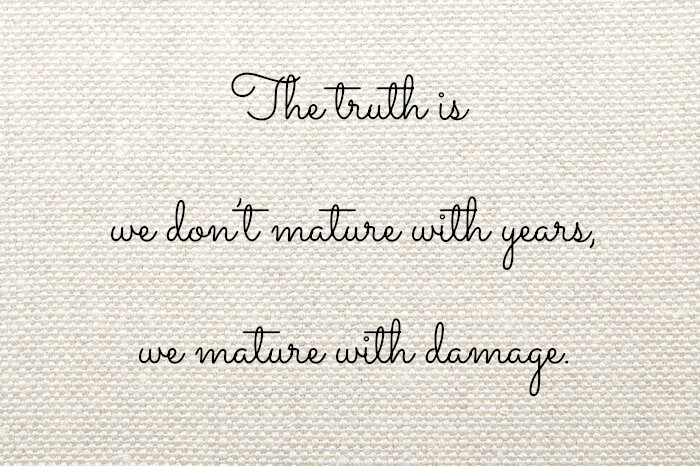 The truth is
we don't mature with years,
we mature with damage.